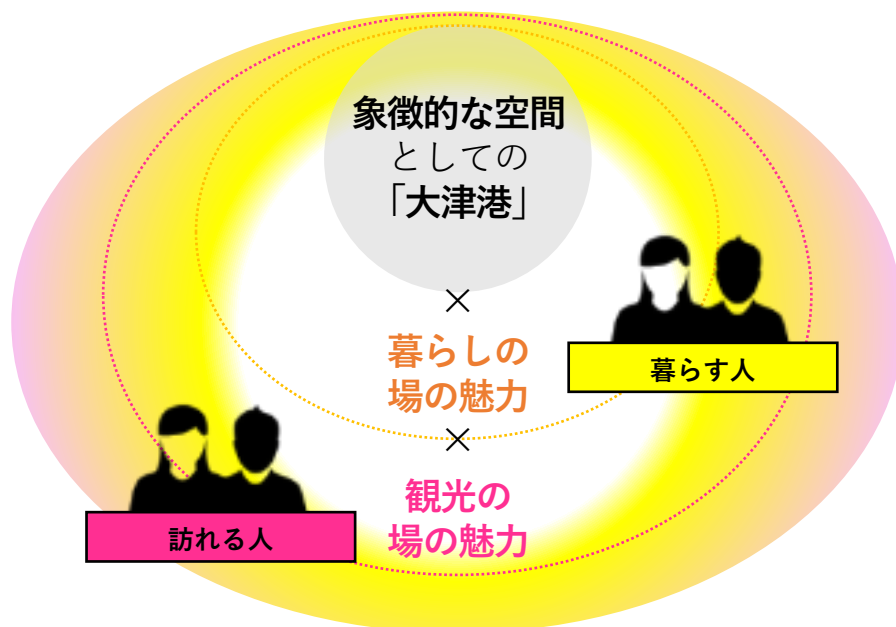 象徴的な空間
としての
「大津港」
×
暮らしの
場の魅力
暮らす人
×
観光の
場の魅力
訪れる人